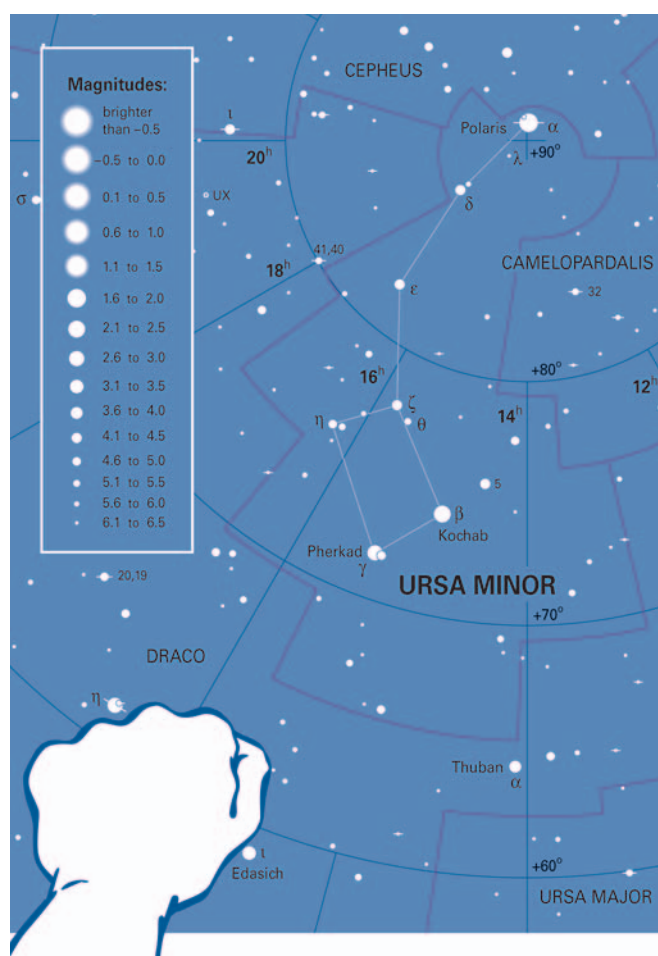 CEPHEUS
Magnitudes:
brighter
than –0.5
–0.5 to 0.0
0.1 to 0.5
0.6 to 1.0
1.1 to 1.5
1.6 to 2.0
2.1 to 2.5
2.6 to 3.0
3.1 to 3.5
3.6 to 4.0
4.1 to 4.5
4.6 to 5.0
5.1 to 5.5
5.6 to 6.0
6.1 to 6.5
ι
20h
Polaris α
λ +90°
σ
UX
δ
41,40
18h
CAMELOPARDALIS
ε
32
16h
+80°
12h
ζ
η
θ
14h
5
β
Kochab
Pherkad
γ
URSA MINOR
20,19
+70°
DRACO
η
Thuban
α
ι
Edasich
+60°
URSA MAJOR